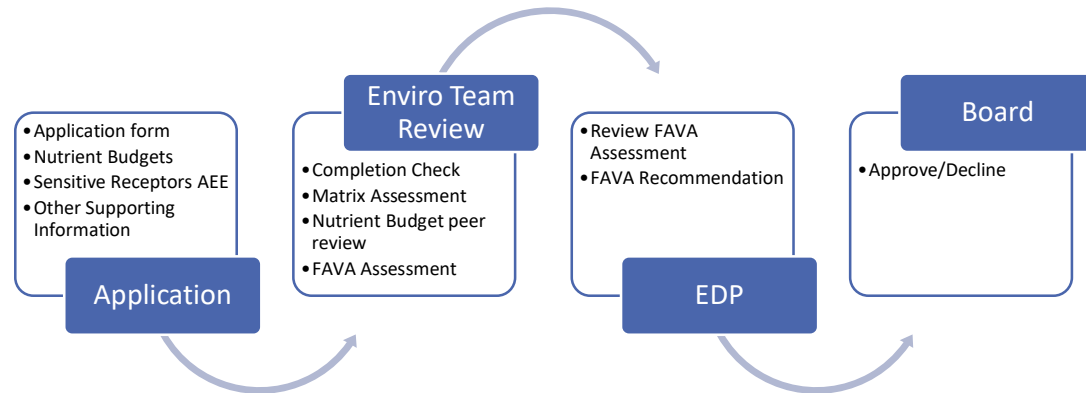 • Application form
• Nutrient Budgets
• Sensitive Receptors AEE
• Other Supporting
Information
Application
Enviro Team
Review
• Completion Check
• Matrix Assessment
• Nutrient Budget peer
review
• FAVA Assessment
• Review FAVA
Assessment
• FAVA Recommendation
EDP
Board
• Approve/Decline